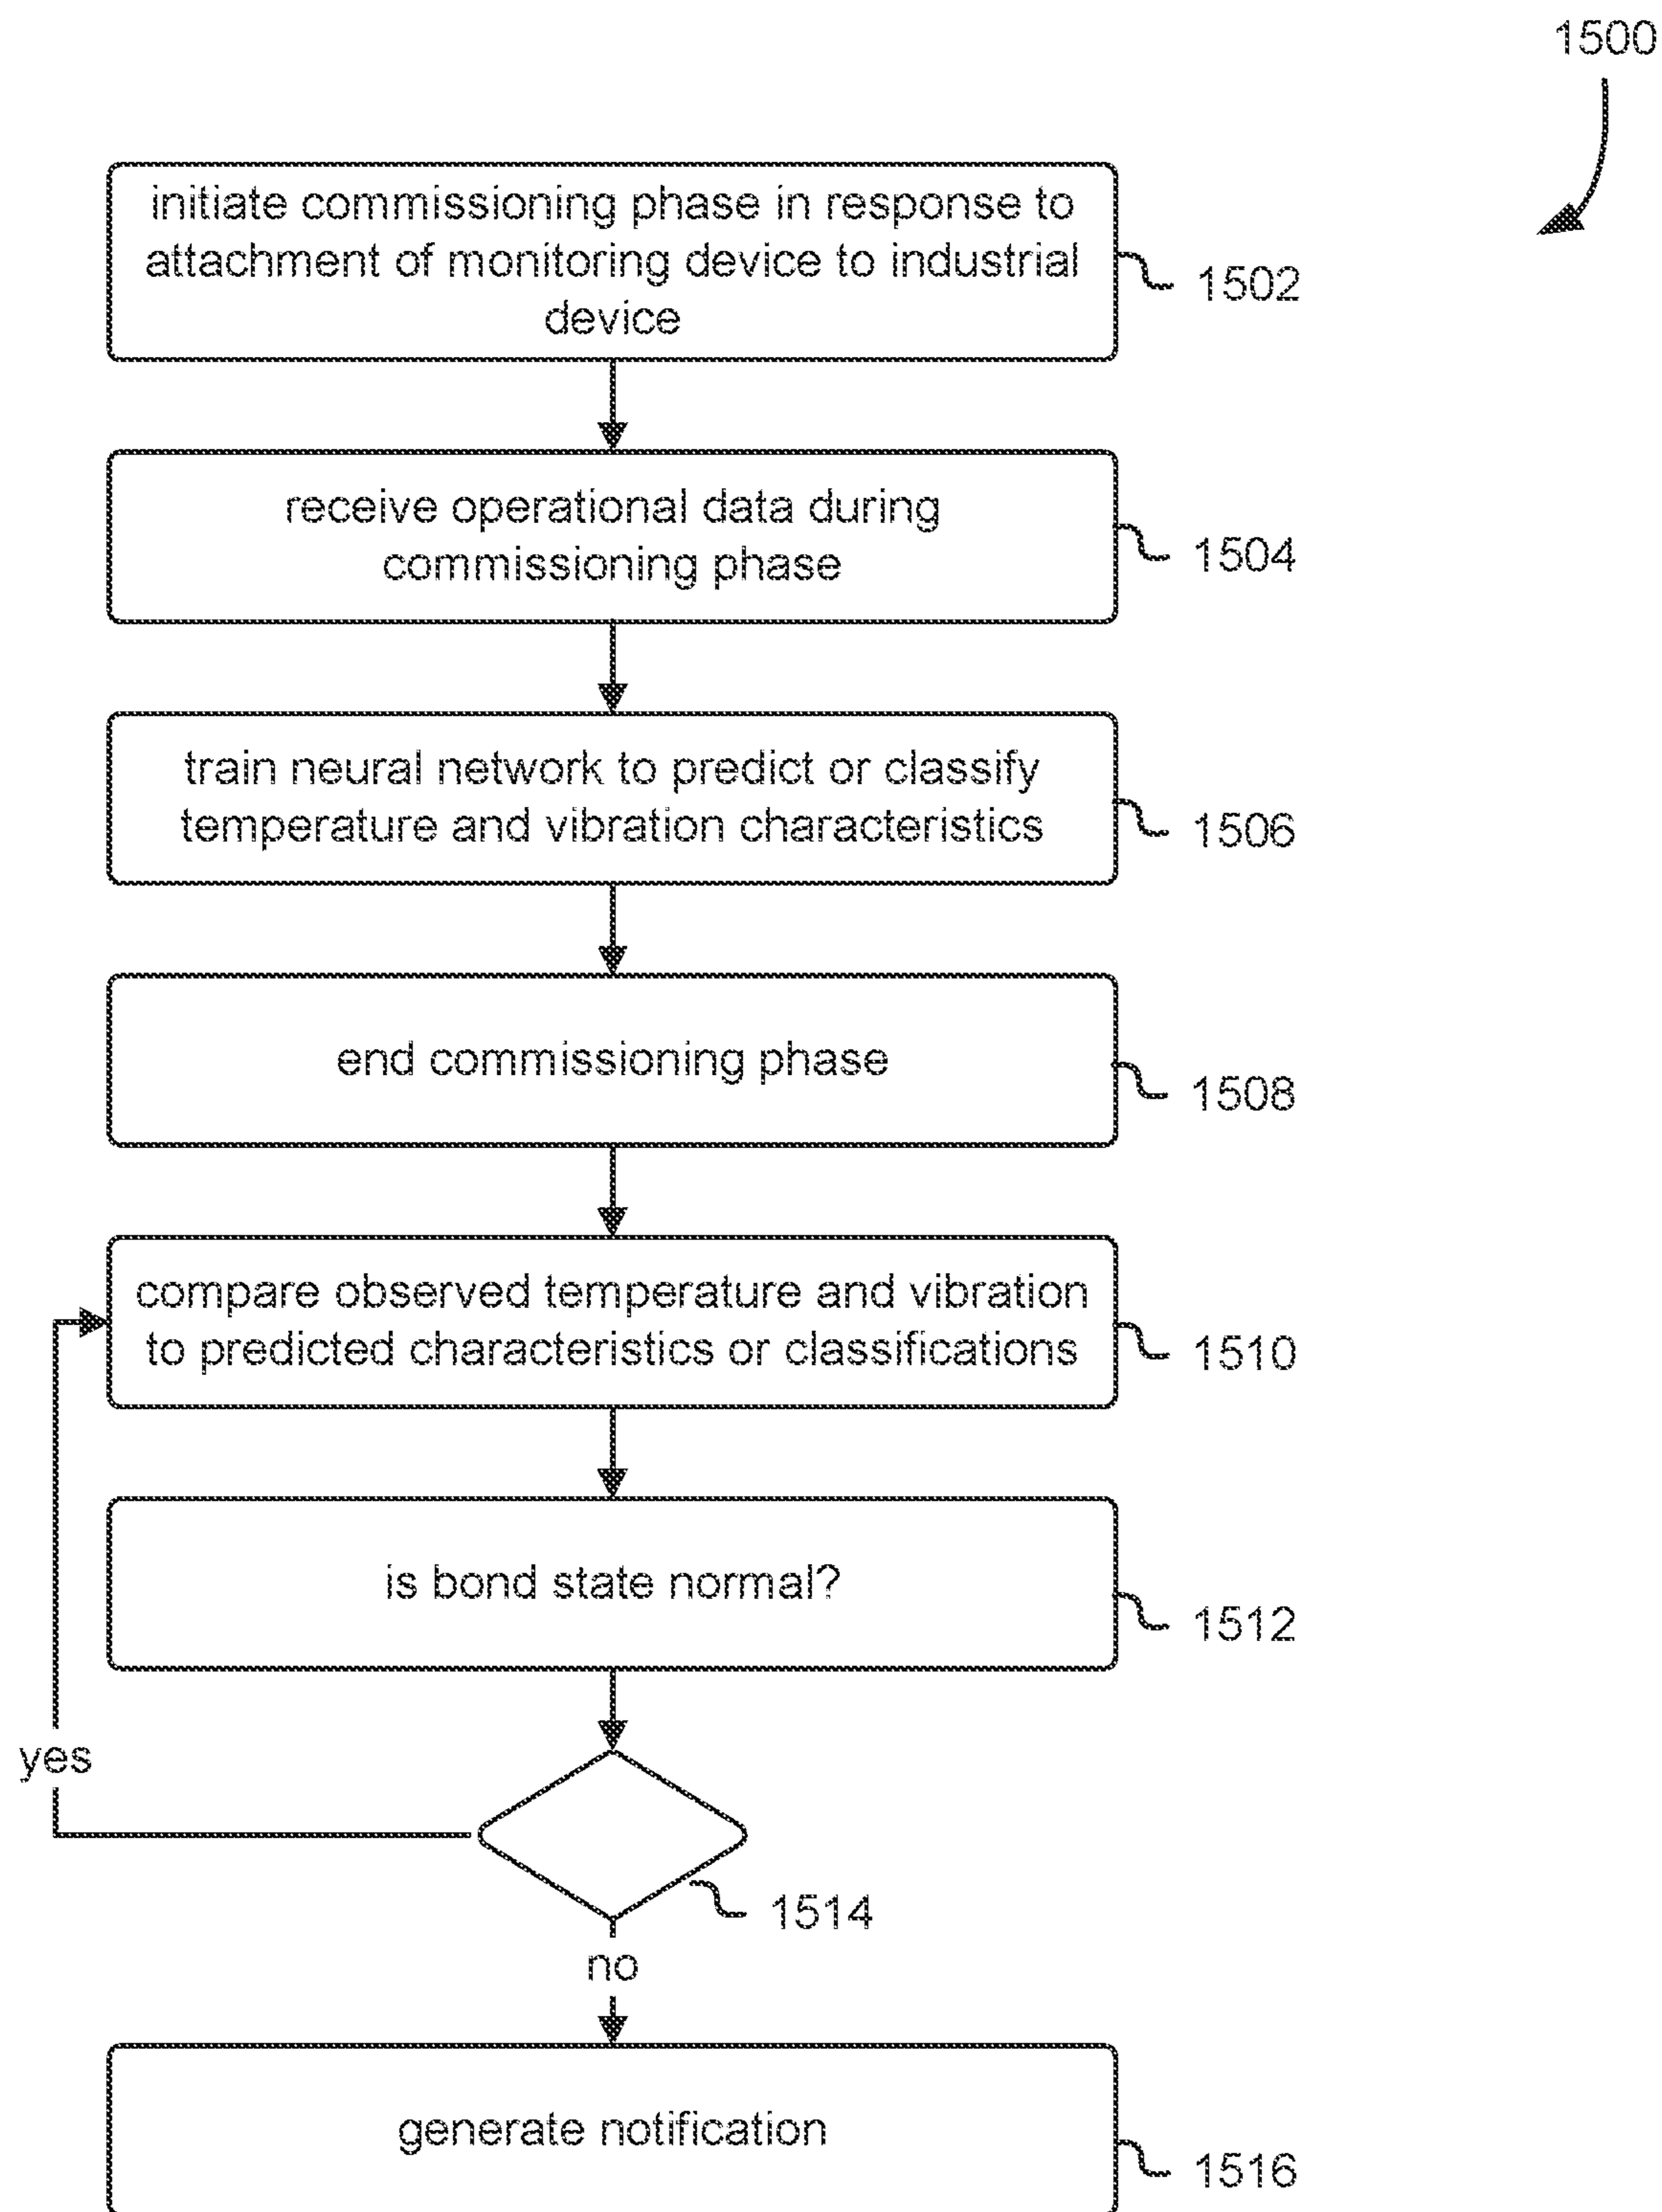 1500
initiate commissioning phase in response to
attachment of monitoring device to industrial
device
1502
receive operational data during
commissioning phase
1504
train neural network to predict or classify
temperature and vibration characteristics
1506
end commissioning phase
1508
compare observed temperature and vibration
to predicted characteristics or classifications
1510
is bond state normal?
1512
yes
1514
no
generate notification
1516